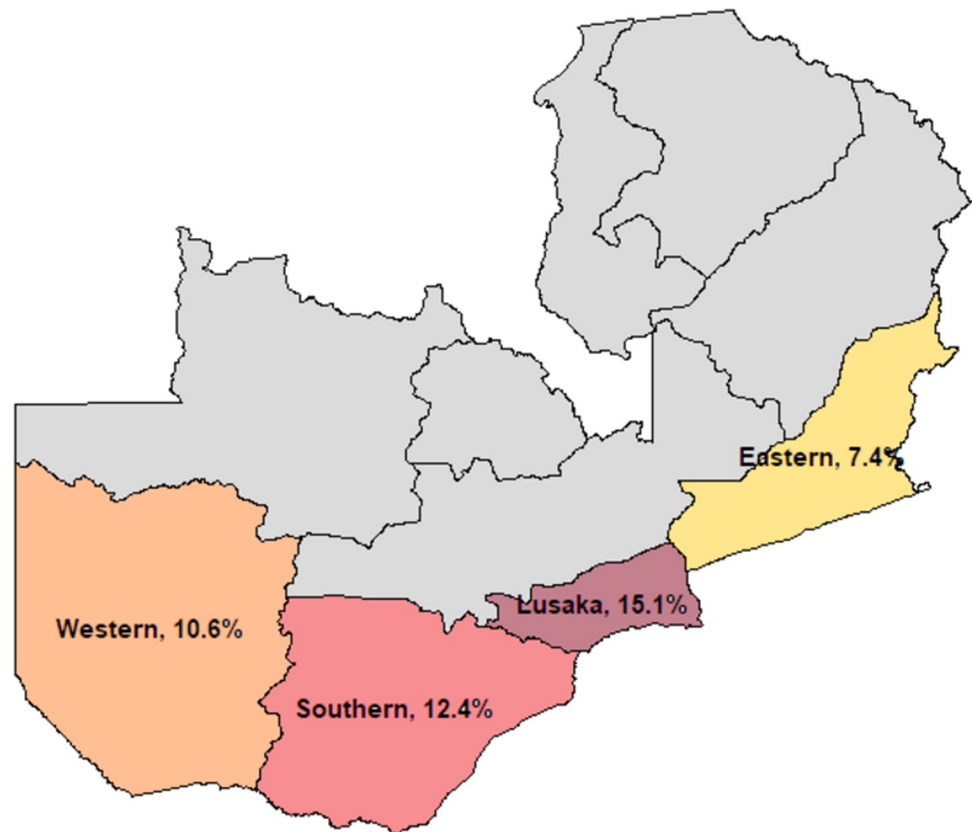 Eastern, 7.4%
Lusaka, 15.1%
Western, 10.6%
Southern, 12.4%